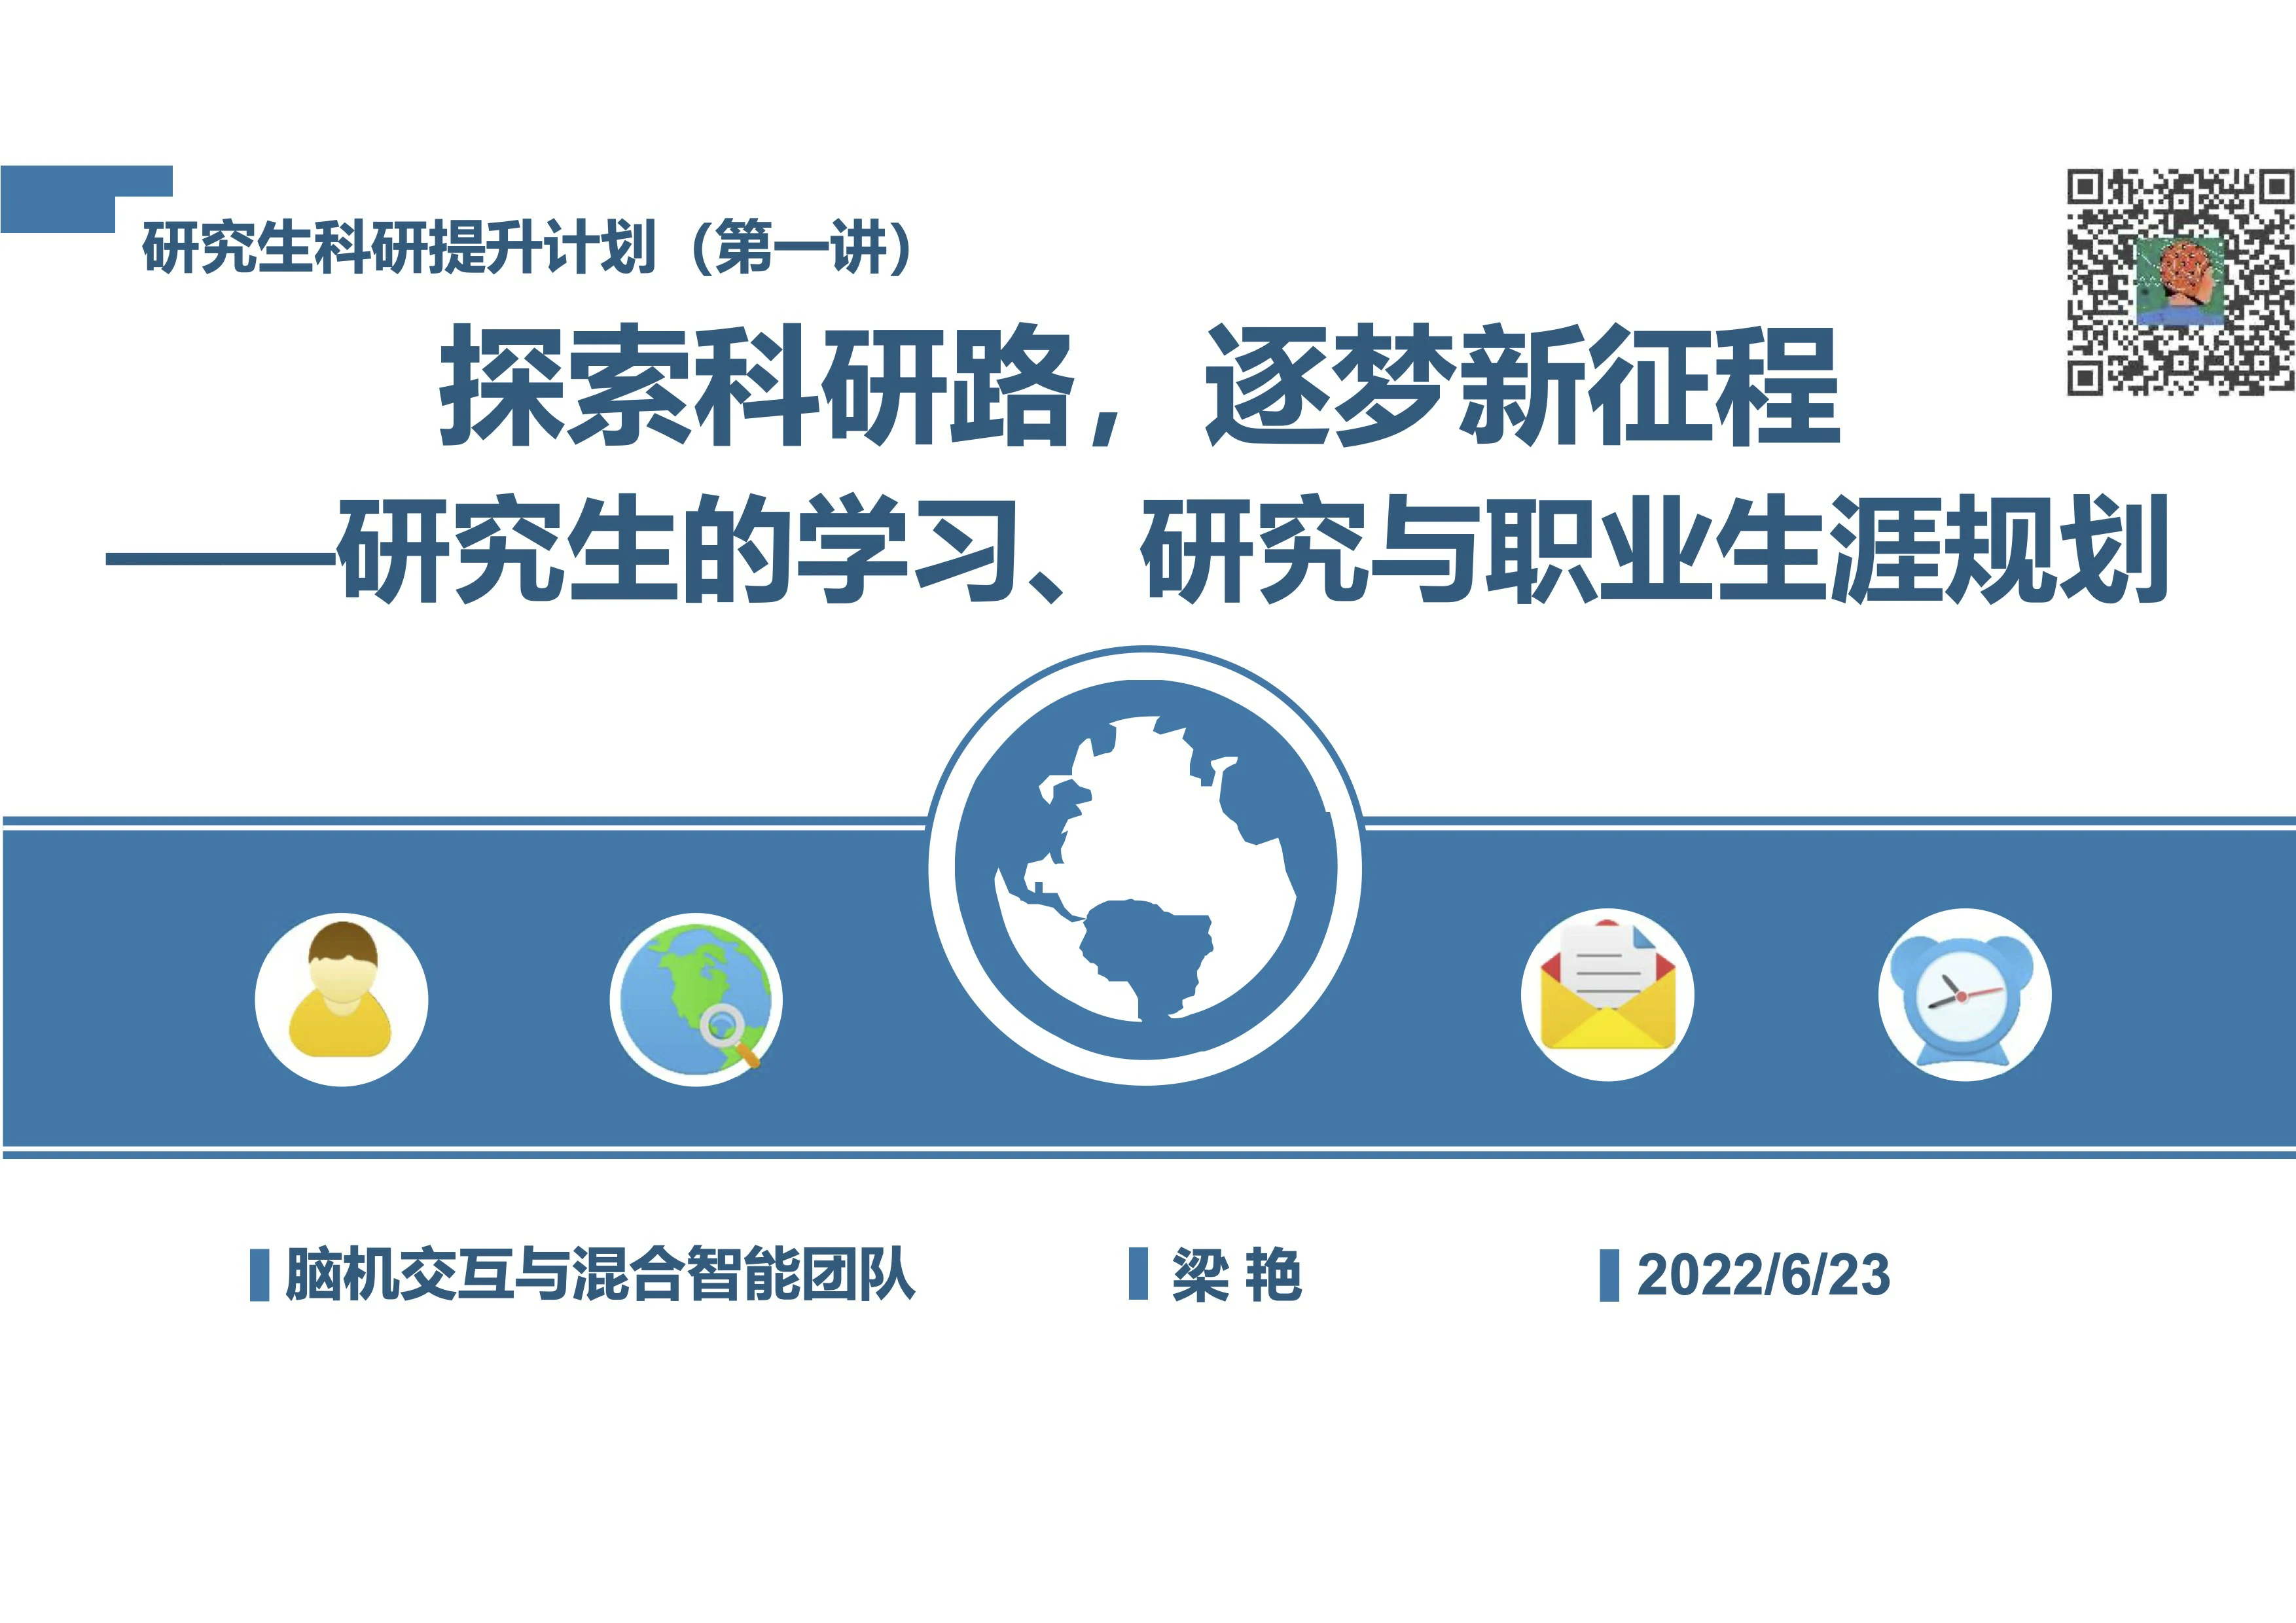 研究生科研提升计划（第一讲）
探索科研路，逐梦新征程
——研究生的学习、研究与职业生涯规划
脑机交互与混合智能团队 梁 艳 2022/6/23